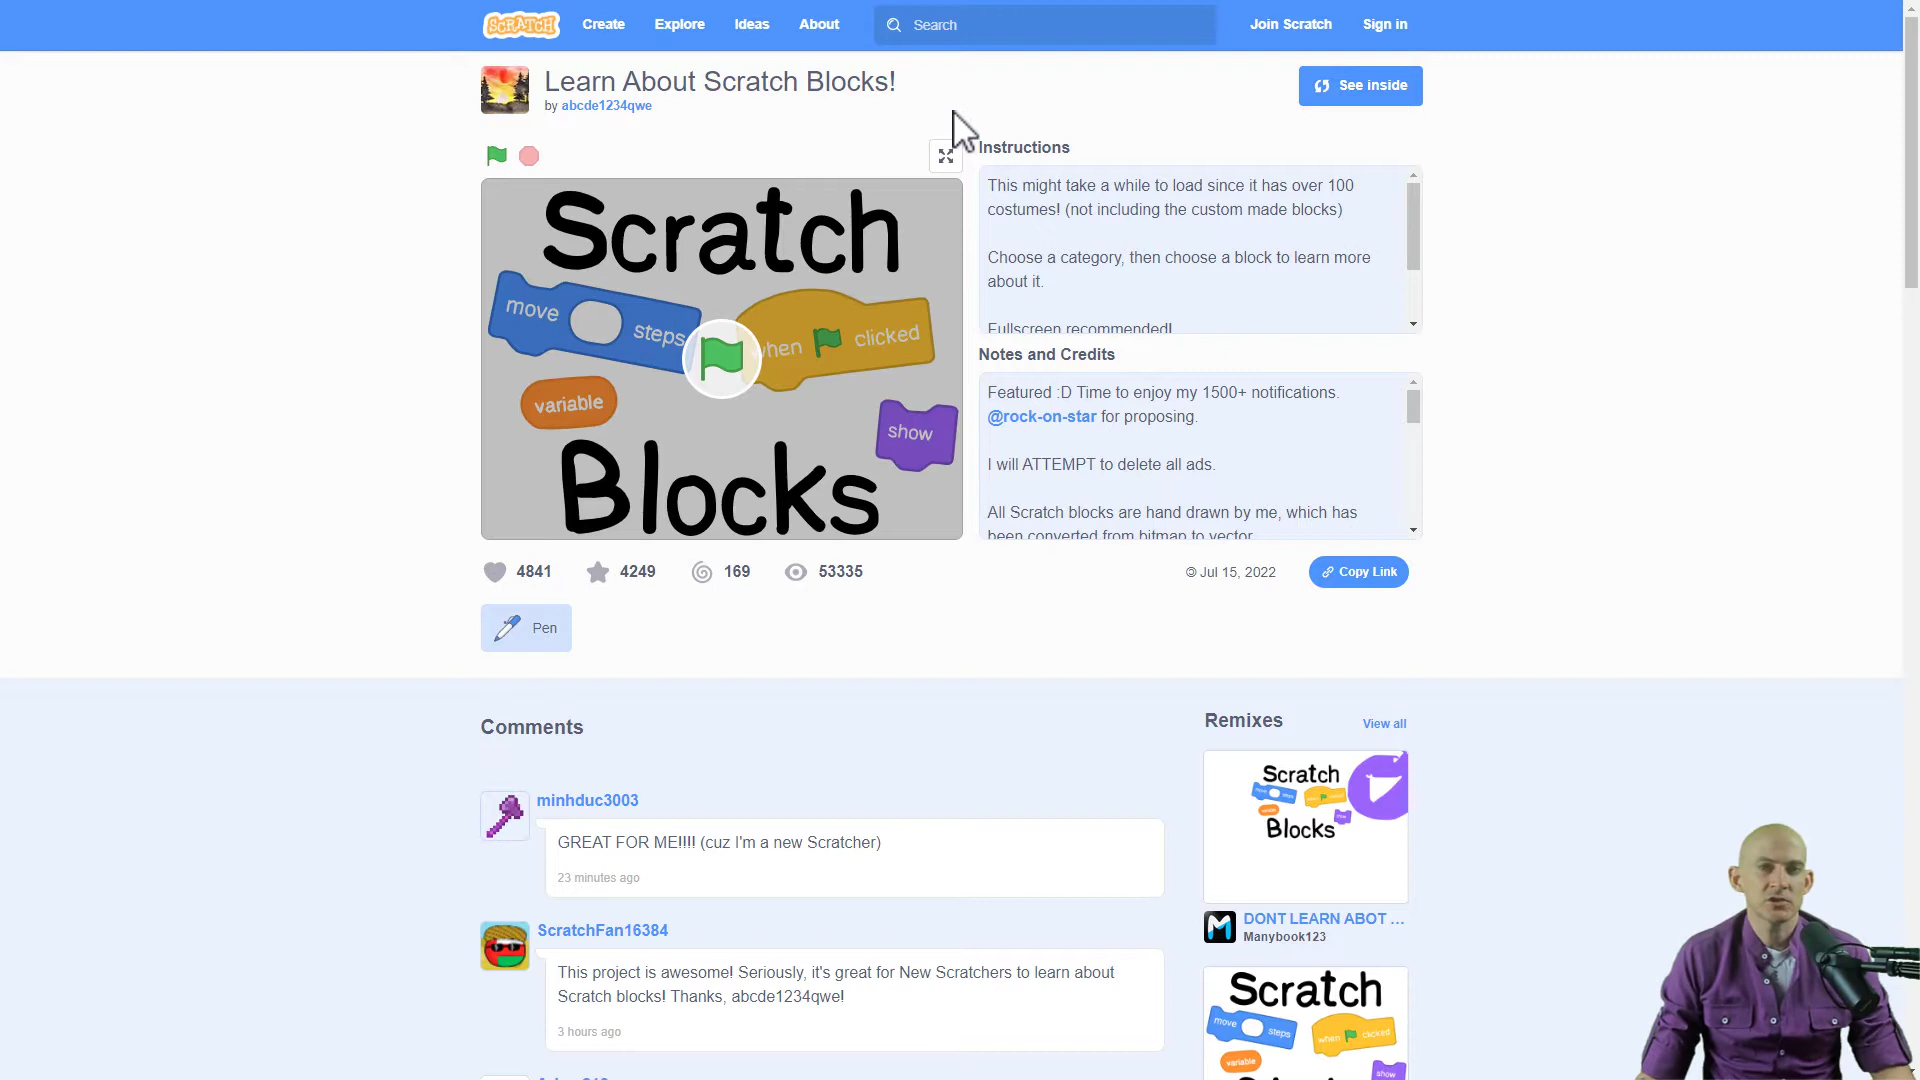 SCRATCH Create Explore Ideas About Search Join Scratch Sign in
Learn About Scratch Blocks!
by abcde1234qwe
See inside
Scratch
move steps
when clicked
variable
show
Blocks
Instructions
This might take a while to load since it has over 100
costumes! (not including the custom made blocks)
Choose a category, then choose a block to learn more
about it.
Fullscreen recommended!
Notes and Credits
Featured :D Time to enjoy my 1500+ notifications.
@rock-on-star for proposing.
I will ATTEMPT to delete all ads.
All Scratch blocks are hand drawn by me, which has
been converted from bitmap to vector
4841 4249 169 53335
© Jul 15, 2022
Copy Link
Pen
Comments
minhduc3003
GREAT FOR ME!!!! (cuz I'm a new Scratcher)
23 minutes ago
ScratchFan16384
This project is awesome! Seriously, it's great for New Scratchers to learn about
Scratch blocks! Thanks, abcde1234qwe!
3 hours ago
Remixes
View all
Scratch
move steps
when clicked
variable
show
Blocks
DONT LEARN ABOT ...
Manybook123
Scratch
move steps
when clicked
variable
show